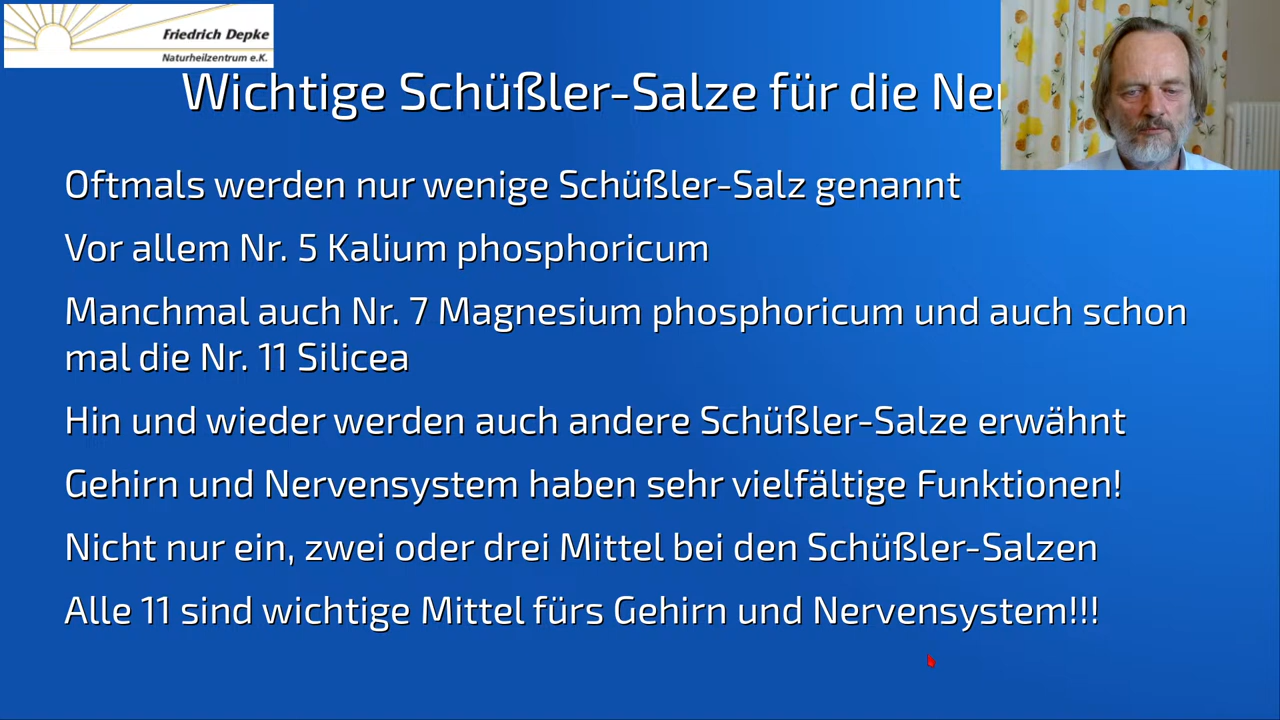 Friedrich Depke
Naturheilzentrum e.K.
Wichtige Schüßler-Salze für die
Oftmals werden nur wenige Schüßler-Salz genannt
Vor allem Nr. 5 Kalium phosphoricum
Manchmal auch Nr. 7 Magnesium phosphoricum und auch schon
mal die Nr. 11 Silicea
Hin und wieder werden auch andere Schüßler-Salze erwähnt
Gehirn und Nervensystem haben sehr vielfältige Funktionen!
Nicht nur ein, zwei oder drei Mittel bei den Schüßler-Salzen
Alle 11 sind wichtige Mittel fürs Gehirn und Nervensystem!!!